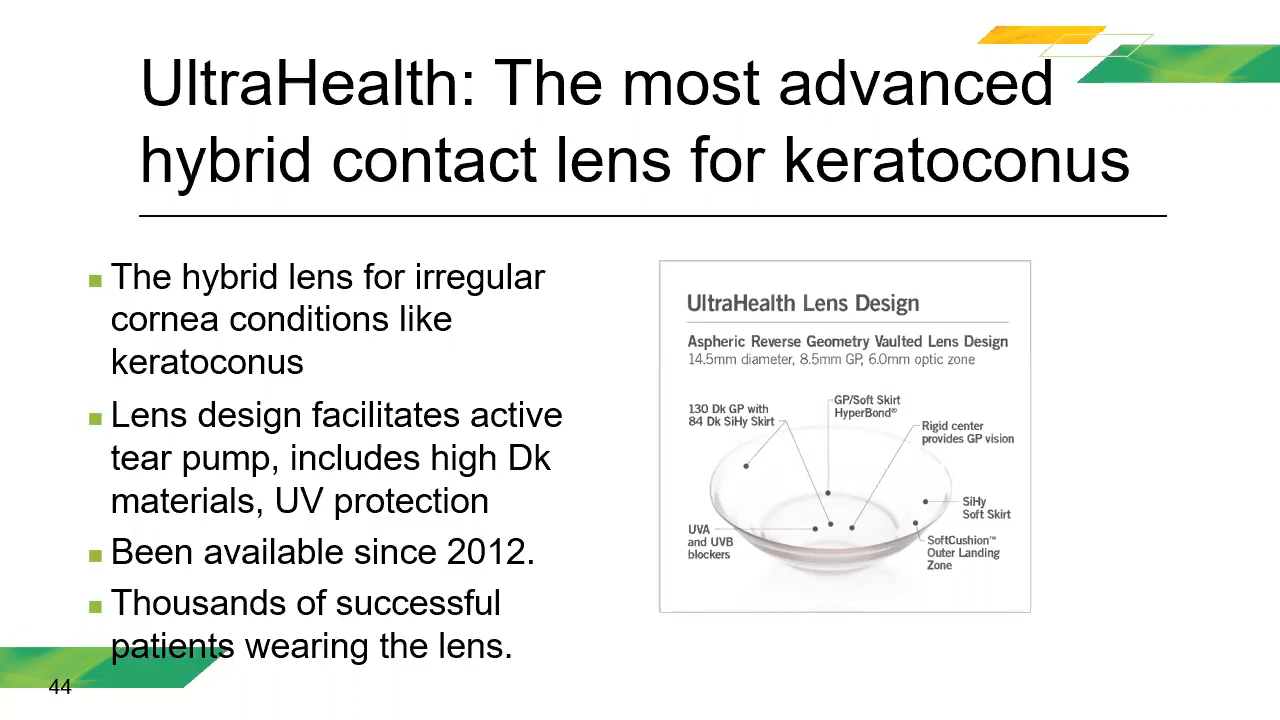 UltraHealth: The most advanced
hybrid contact lens for keratoconus
The hybrid lens for irregular
cornea conditions like
keratoconus
Lens design facilitates active
tear pump, includes high Dk
materials, UV protection
Been available since 2012.
Thousands of successful
patients wearing the lens.
44
UltraHealth Lens Design
Aspheric Reverse Geometry Vaulted Lens Design
14.5mm diameter, 8.5mm GP, 6.0mm optic zone
130 Dk GP with
84 Dk SiHy Skirt
GP/Soft Skirt
HyperBond®
Rigid center
provides GP vision
SiHy
Soft Skirt
UVA
and UVB
blockers
SoftCushion™
Outer Landing
Zone